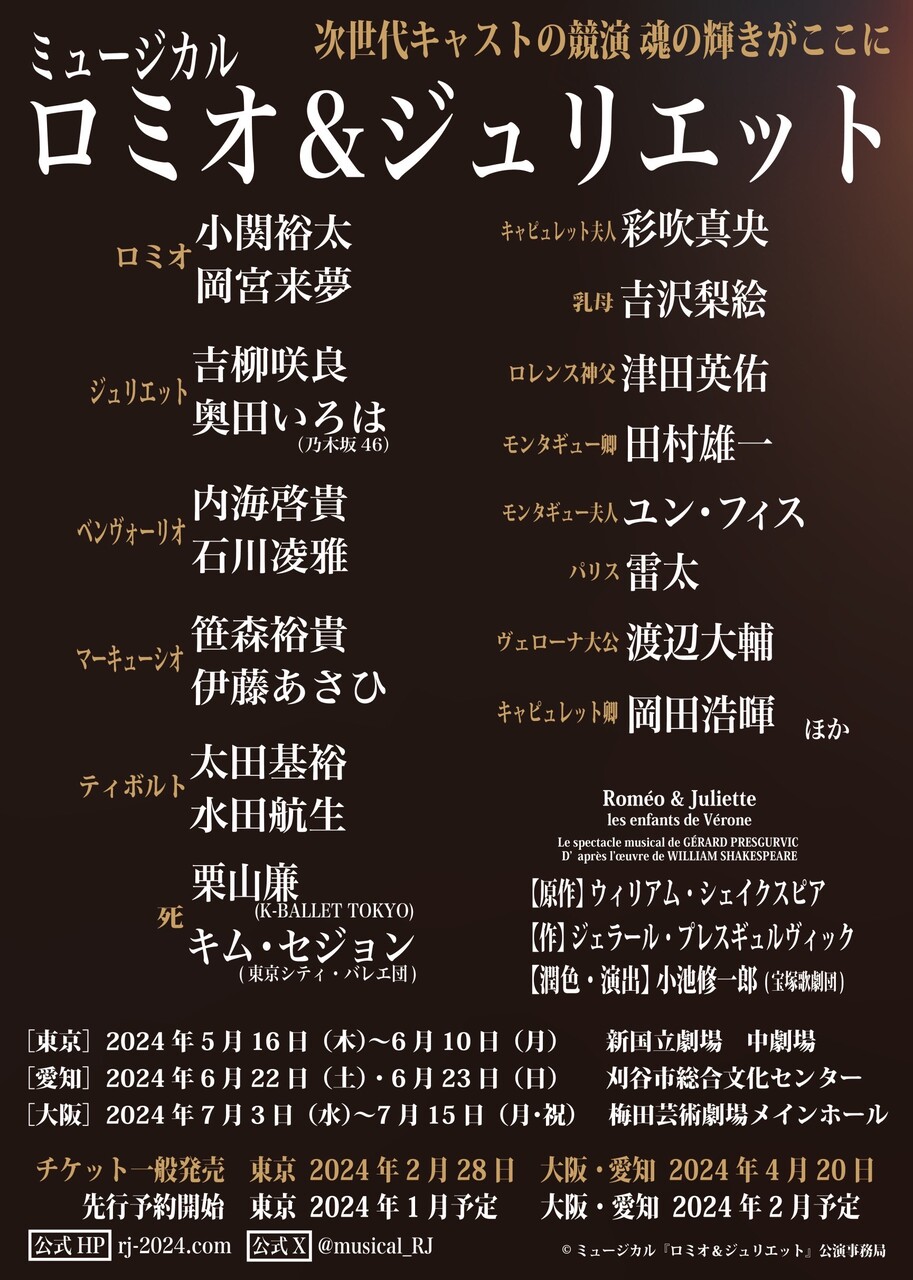 次世代キャストの競演 魂の輝きがここに
ミュージカル
ロミオ&ジュリエット
ロミオ
小関裕太
岡宮来夢
ジュリエット
吉柳咲良
奥田いろは
(乃木坂 46)
ベンヴォーリオ
内海啓貴
石川凌雅
マーキューシオ
笹森裕貴
伊藤あさひ
ティボルト
太田基裕
水田航生
死
栗山廉
(K-BALLET TOKYO)
キム・セジョン
(東京シティ・バレエ団)
キャピュレット夫人 彩吹真央
乳母 吉沢梨絵
ロレンス神父 津田英佑
モンタギュー卿 田村雄一
モンタギュー夫人 ユン・フィス
パリス 雷太
ヴェローナ大公 渡辺大輔
キャピュレット卿 岡田浩暉 ほか
Roméo & Juliette
les enfants de Vérone
Le spectacle musical de GÉRARD PRESGURVIC
D' après l'œuvre de WILLIAM SHAKESPEARE
【原作】ウィリアム・シェイクスピア
【作】ジェラール・プレスギュルヴィック
【潤色・演出】小池修一郎(宝塚歌劇団)
[東京] 2024年5月16日(木)〜6月10日(月) 新国立劇場 中劇場
[愛知] 2024年6月22日(土)・6月23日(日) 刈谷市総合文化センター
[大阪] 2024年7月3日(水)〜7月15日(月・祝) 梅田芸術劇場メインホール
チケット一般発売 東京 2024年2月28日 大阪・愛知 2024年4月20日
先行予約開始 東京 2024年1月予定 大阪・愛知 2024年2月予定
公式HP rj-2024.com 公式X @musical_RJ
© ミュージカル『ロミオ&ジュリエット』公演事務局